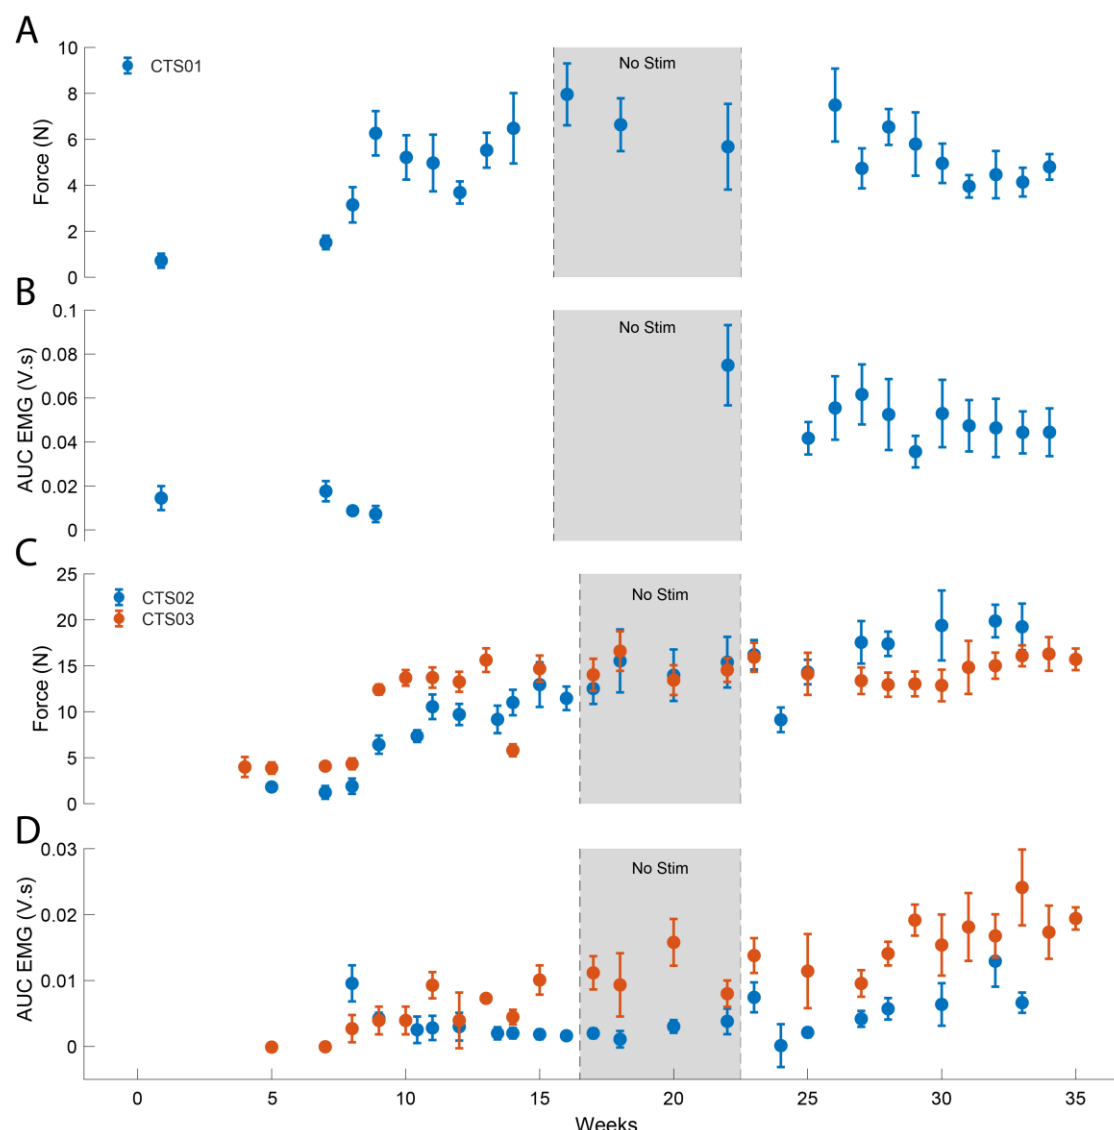 A
CTS01
No Stim
Force (N)
10
8
6
4
2
0
B
No Stim
AUC EMG (V.s)
0.1
0.08
0.06
0.04
0.02
0
C
CTS02
CTS03
No Stim
Force (N)
25
20
15
10
5
0
D
No Stim
AUC EMG (V.s)
0.03
0.02
0.01
0
0 5 10 15 20 25 30 35
Weeks